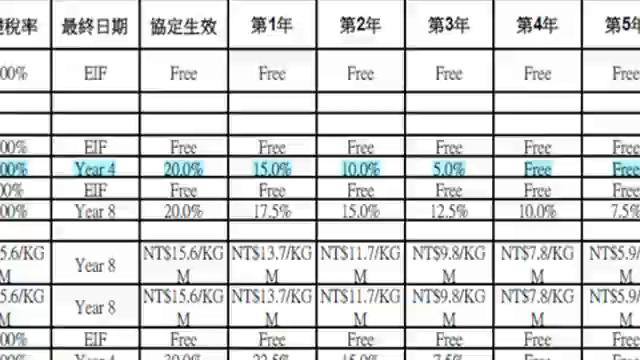 稅率 最終日期 協定生效 第1年 第2年 第3年 第4年 第5年
00% EIF Free Free Free Free Free Free
00% EIF Free Free Free Free Free Free
00% Year 4 20.0% 15.0% 10.0% 5.0% Free Free
00% EIF Free Free Free Free Free Free
00% Year 8 20.0% 17.5% 15.0% 12.5% 10.0% 7.5%
5.6/KG Year 8 NT$15.6/KG NT$13.7/KG NT$11.7/KG NT$9.8/KG NT$7.8/KG NT$5.9/
M M M M M M
5.6/KG Year 8 NT$15.6/KG NT$13.7/KG NT$11.7/KG NT$9.8/KG NT$7.8/KG NT$5.9/
M M M M M M
00% EIF Free Free Free Free Free Free
00% Year 4 30.0% 22.5% 15.0% 7.5% Free Free